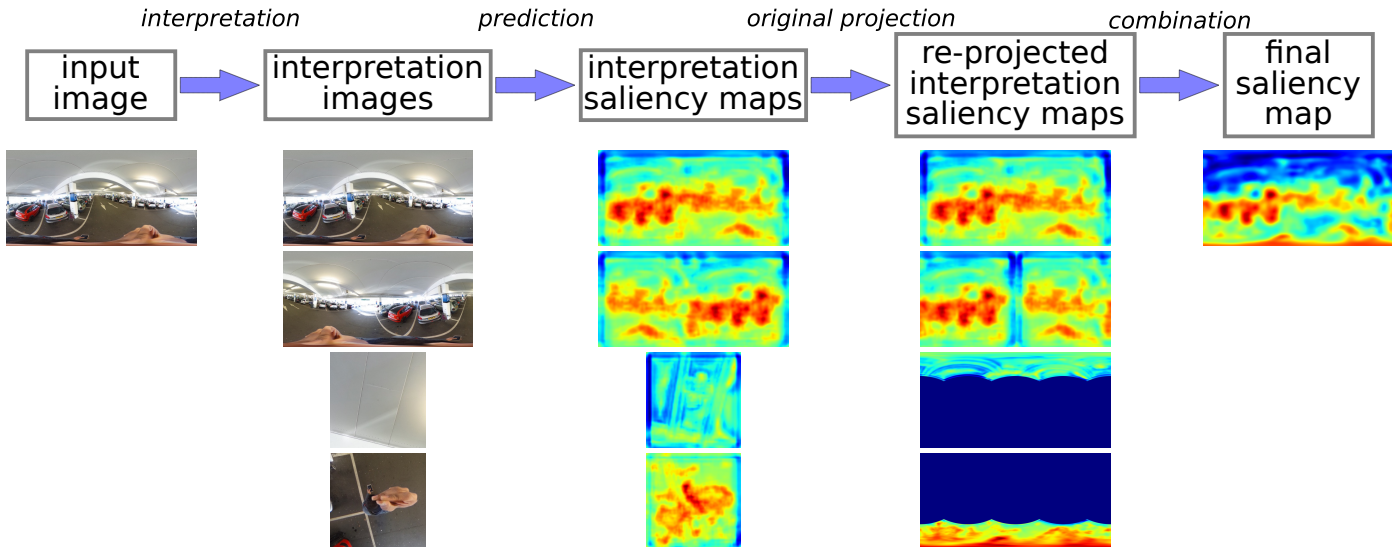 interpretation
prediction
original projection
combination
input
image
interpretation
images
interpretation
saliency maps
re-projected
interpretation
saliency maps
final
saliency
map